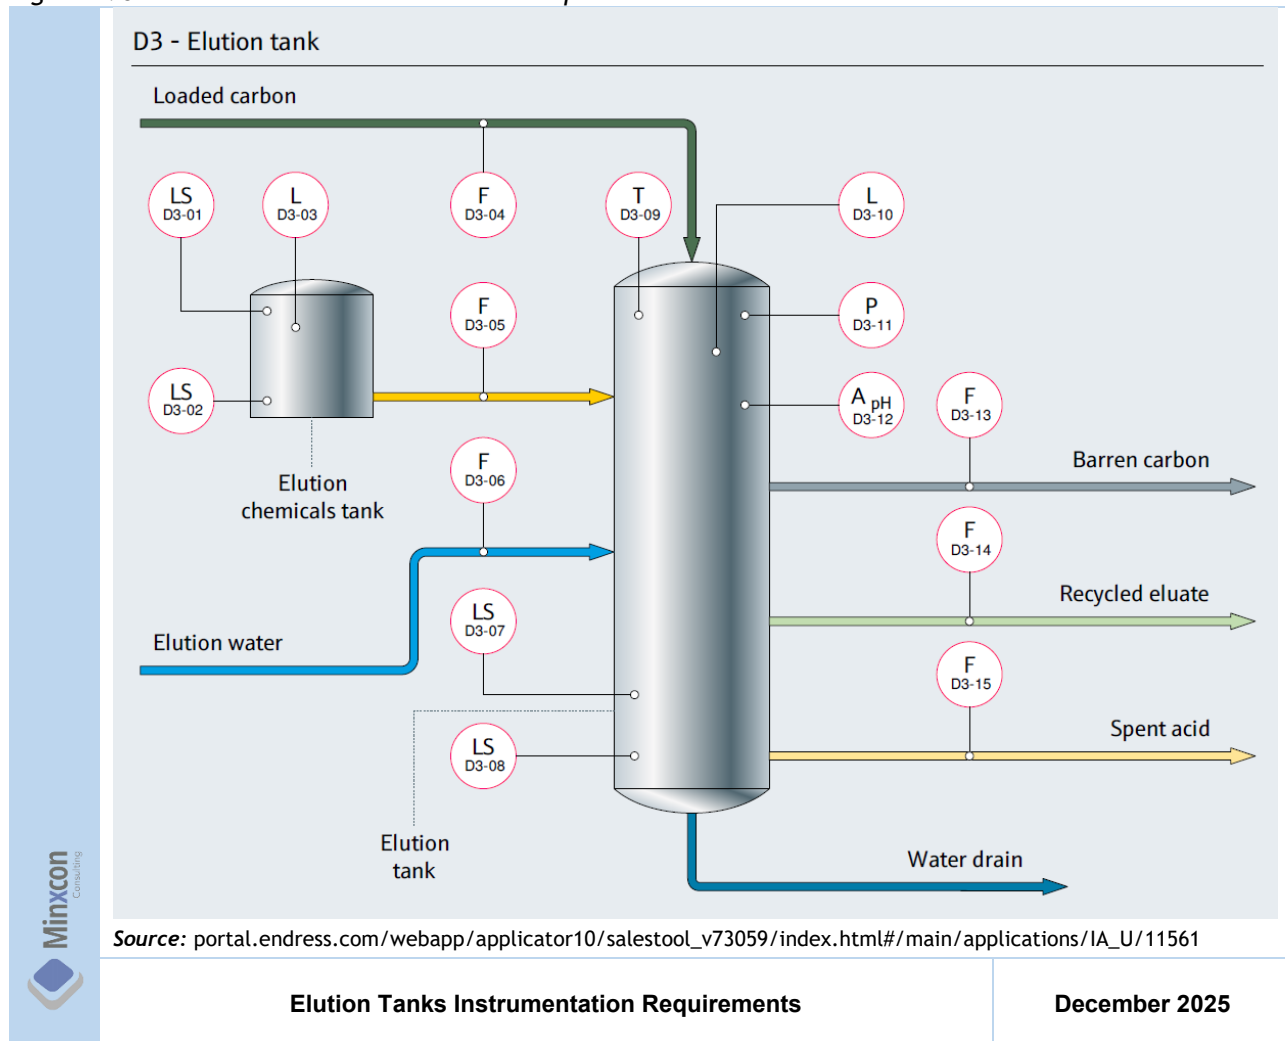 D3 - Elution tank
Loaded carbon
LS
D3-01
L
D3-03
F
D3-04
T
D3-09
L
D3-10
F
D3-05
P
D3-11
LS
D3-02
A pH
D3-12
F
D3-13
Barren carbon
F
D3-06
Elution
chemicals tank
F
D3-14
Recycled eluate
LS
D3-07
Elution water
F
D3-15
Spent acid
LS
D3-08
Elution
tank
Water drain
Minxcon
Consulting
Source: portal.endress.com/webapp/applicator10/salestool_v73059/index.html#/main/applications/IA_U/11561
Elution Tanks Instrumentation Requirements
December 2025